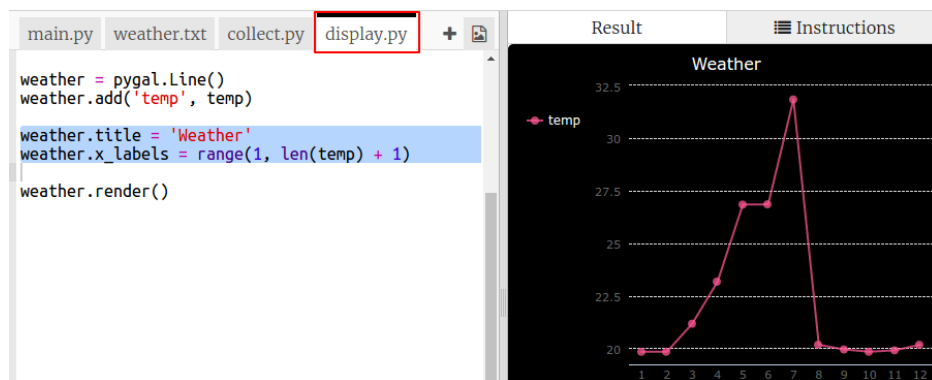 main.py weather.txt collect.py display.py +
weather = pygal.Line()
weather.add('temp', temp)
weather.title = 'Weather'
weather.x_labels = range(1, len(temp) + 1)
weather.render()
Result Instructions
Weather
temp
32.5
30
27.5
25
22.5
20
1 2 3 4 5 6 7 8 9 10 11 12